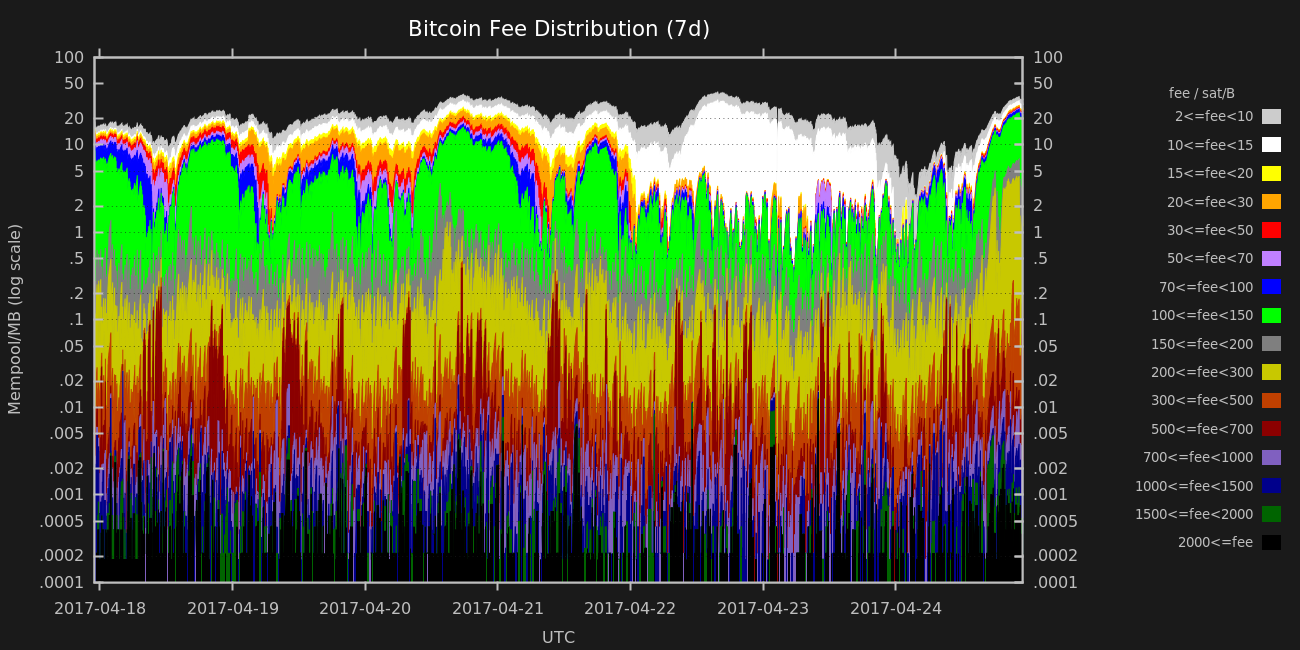 Bitcoin Fee Distribution (7d)
100
50
20
10
5
2
1
.5
.2
.1
.05
.02
.01
.005
.002
.001
.0005
.0002
.0001
Mempool/MB (log scale)
100
50
20
10
5
2
1
.5
.2
.1
.05
.02
.01
.005
.002
.001
.0005
.0002
.0001
2017-04-18 2017-04-19 2017-04-20 2017-04-21 2017-04-22 2017-04-23 2017-04-24
UTC
fee / sat/B
2<=fee<10
10<=fee<15
15<=fee<20
20<=fee<30
30<=fee<50
50<=fee<70
70<=fee<100
100<=fee<150
150<=fee<200
200<=fee<300
300<=fee<500
500<=fee<700
700<=fee<1000
1000<=fee<1500
1500<=fee<2000
2000<=fee